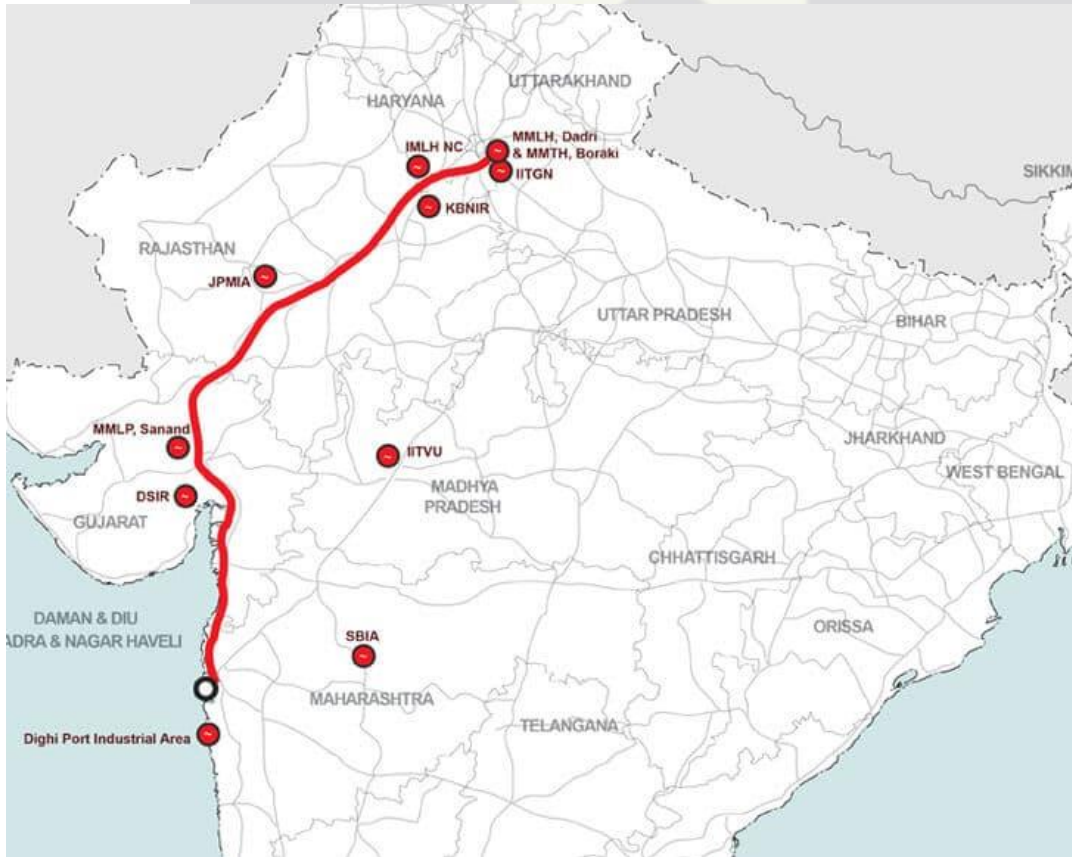 UTTARAKHAND
HARYANA
IMLH NC
MMLH, Dadri
& MMTH, Boraki
IITGN
SIKKIM
KBNIR
RAJASTHAN
JPMIA
UTTAR PRADESH
BIHAR
MMLP, Sanand
IITVU
JHARKHAND
WEST BENGAL
MADHYA
PRADESH
DSIR
GUJARAT
CHHATTISGARH
DAMAN & DIU
ADRA & NAGAR HAVELI
ORISSA
SBIA
MAHARASHTRA
TELANGANA
Dighi Port Industrial Area